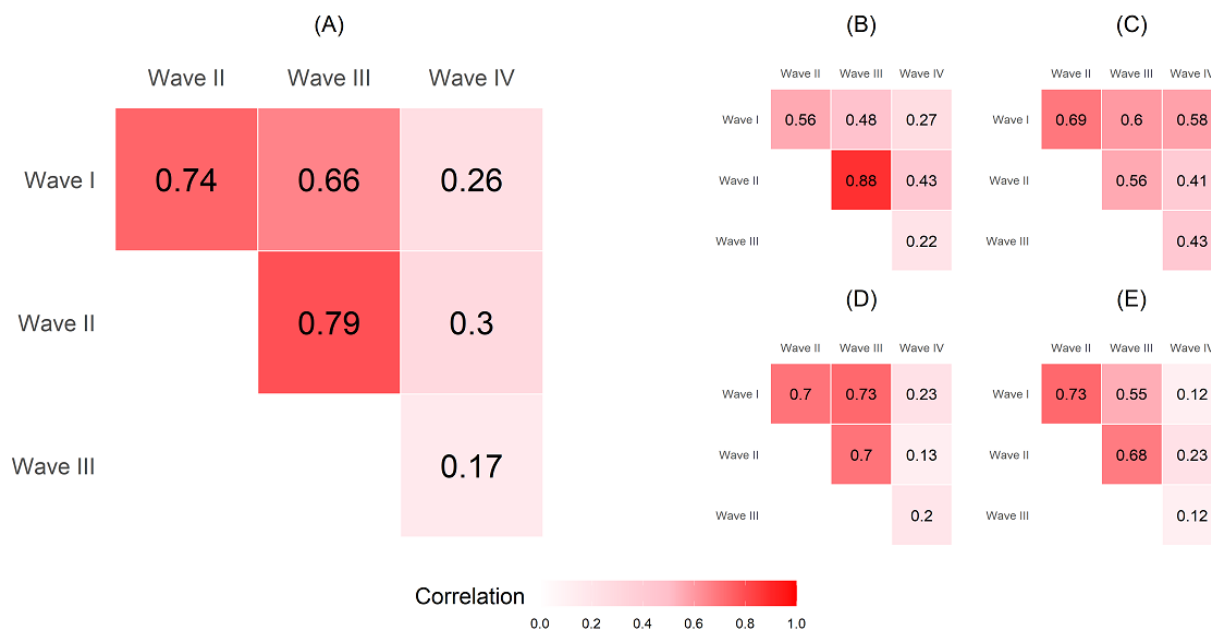 (A)
Wave II Wave III Wave IV
Wave I 0.74 0.66 0.26
Wave II 0.79 0.3
Wave III 0.17
(B)
Wave II Wave III Wave IV
Wave I 0.56 0.48 0.27
Wave II 0.88 0.43
Wave III 0.22
(C)
Wave II Wave III Wave IV
Wave I 0.69 0.6 0.58
Wave II 0.56 0.41
Wave III 0.43
(D)
Wave II Wave III Wave IV
Wave I 0.7 0.73 0.23
Wave II 0.7 0.13
Wave III 0.2
(E)
Wave II Wave III Wave IV
Wave I 0.73 0.55 0.12
Wave II 0.68 0.23
Wave III 0.12
Correlation
0.0 0.2 0.4 0.6 0.8 1.0